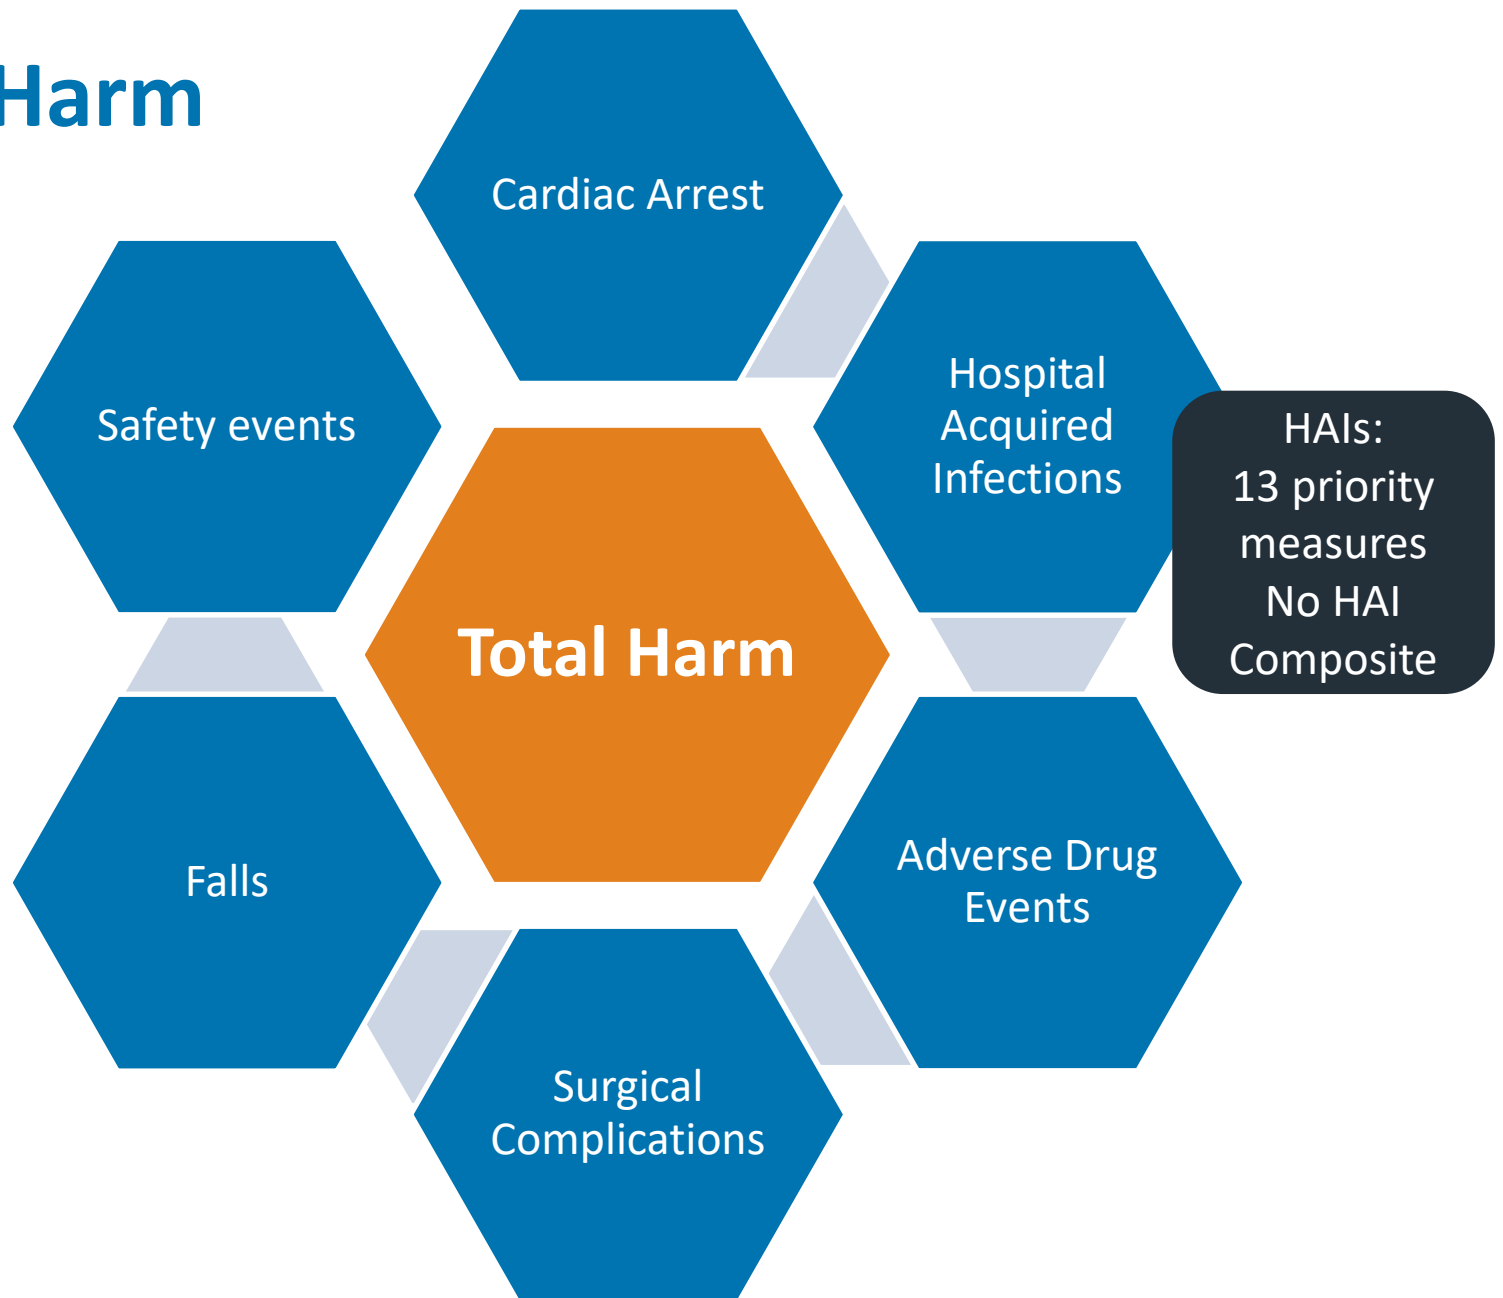 Harm
Cardiac Arrest
Safety events
Hospital
Acquired
Infections
HAIs:
13 priority
measures
No HAI
Composite
Total Harm
Falls
Adverse Drug
Events
Surgical
Complications